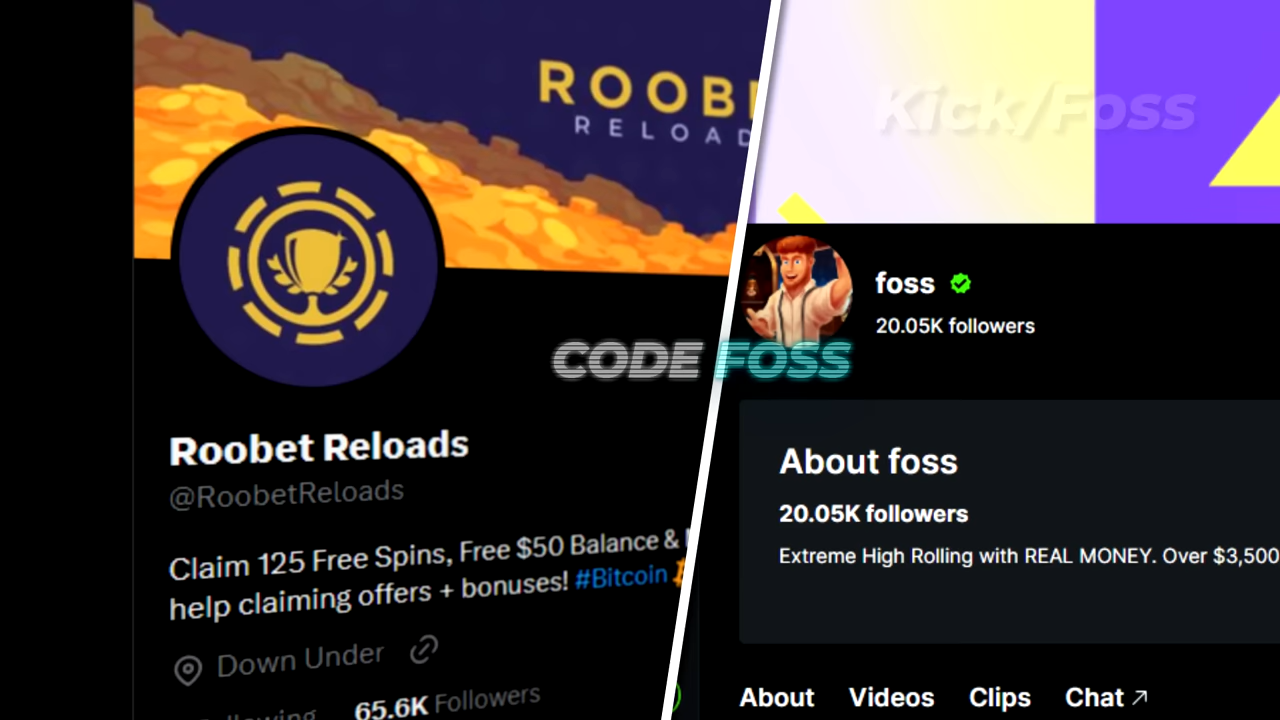 ROOB
RELOAD
Roobet Reloads
@RoobetReloads
Claim 125 Free Spins, Free $50 Balance &
help claiming offers + bonuses! #Bitcoin
Down Under
65.6K Followers
CODE FOSS
Kick/Foss
foss
20.05K followers
About foss
20.05K followers
Extreme High Rolling with REAL MONEY. Over $3,500
About Videos Clips Chat ↗